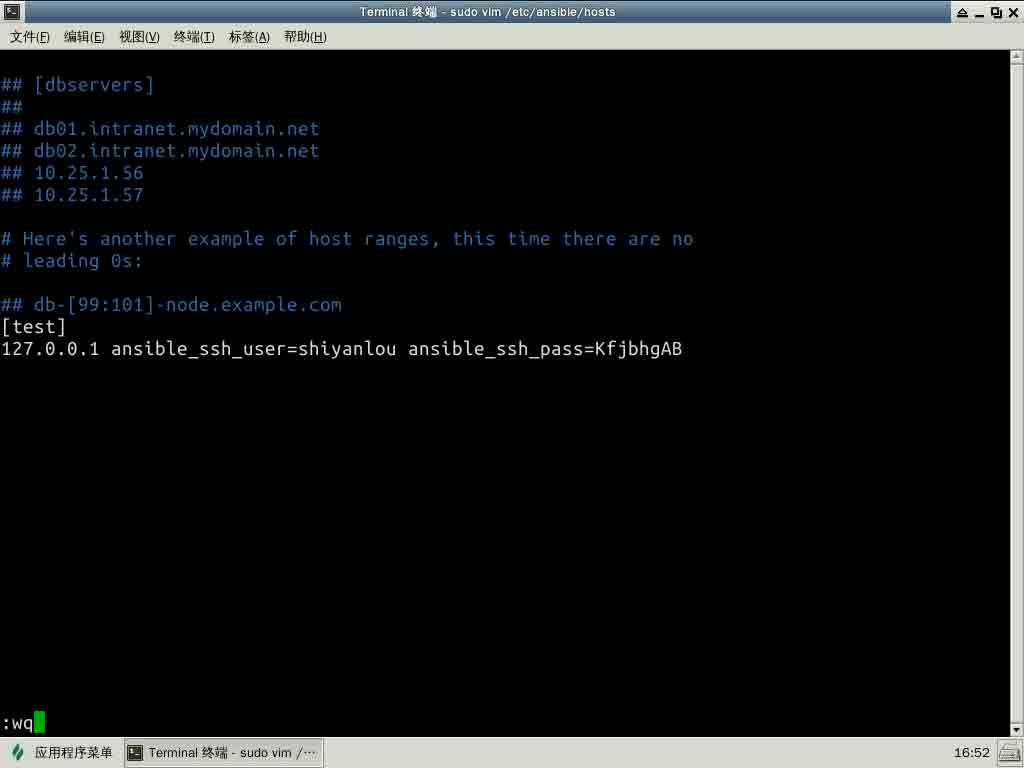 Terminal 终端 - sudo vim /etc/ansible/hosts
文件(F) 编辑(E) 视图(V) 终端(T) 标签(A) 帮助(H)
## [dbservers]
##
## db01.intranet.mydomain.net
## db02.intranet.mydomain.net
## 10.25.1.56
## 10.25.1.57
# Here's another example of host ranges, this time there are no
# leading 0s:
## db-[99:101]-node.example.com
[test]
127.0.0.1 ansible_ssh_user=shiyanlou ansible_ssh_pass=KfjbhgAB
:wq
应用程序菜单 Terminal 终端 - sudo vim /··· 16:52